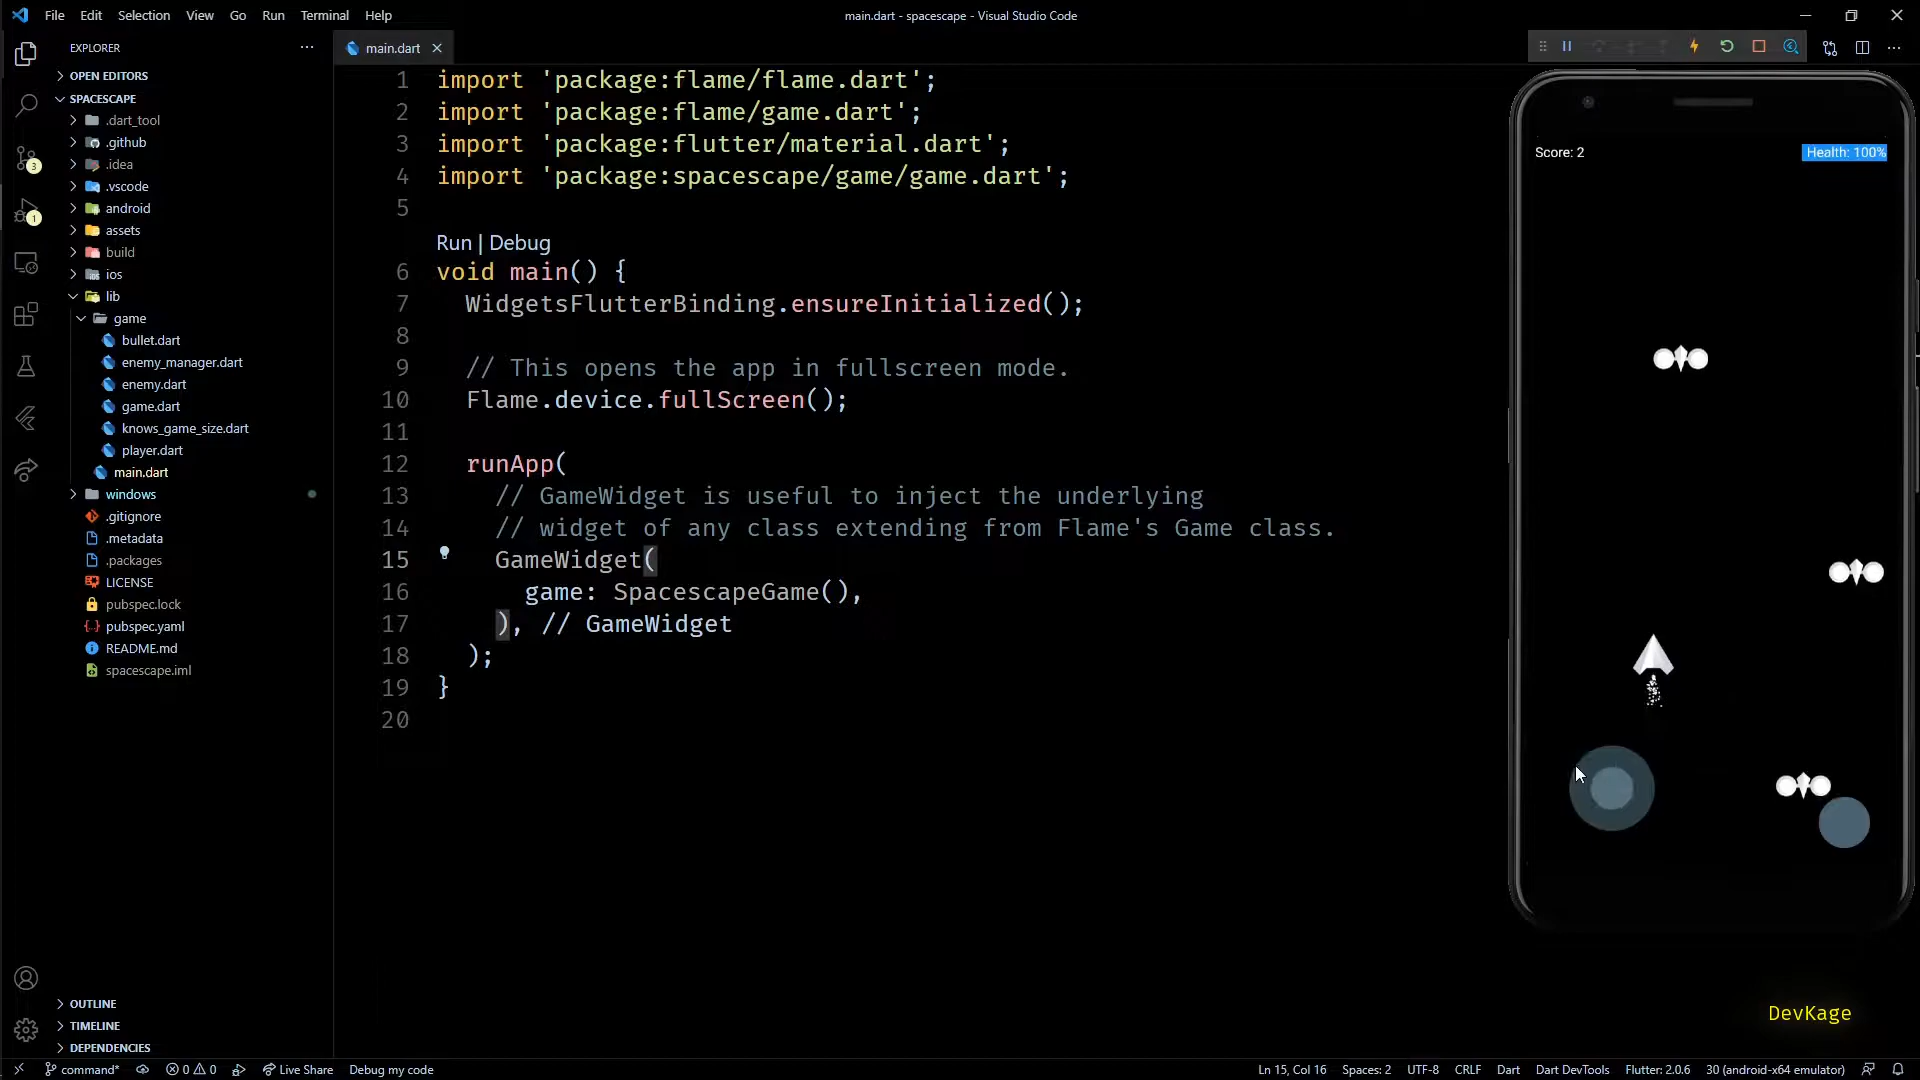 File Edit Selection View Go Run Terminal Help
main.dart - spacescape - Visual Studio Code
EXPLORER
OPEN EDITORS
SPACESCAPE
.dart_tool
.github
.idea
.vscode
android
assets
build
ios
lib
game
bullet.dart
enemy_manager.dart
enemy.dart
game.dart
knows_game_size.dart
player.dart
main.dart
windows
.gitignore
.metadata
.packages
LICENSE
pubspec.lock
pubspec.yaml
README.md
spacescape.iml
OUTLINE
TIMELINE
DEPENDENCIES
3
1
main.dart
1 import 'package:flame/flame.dart';
2 import 'package:flame/game.dart';
3 import 'package:flutter/material.dart';
4 import 'package:spacescape/game/game.dart';
5
Run | Debug
6 void main() {
7 WidgetsFlutterBinding.ensureInitialized();
8
9 // This opens the app in fullscreen mode.
10 Flame.device.fullScreen();
11
12 runApp(
13 // GameWidget is useful to inject the underlying
14 // widget of any class extending from Flame's Game class.
15 GameWidget(
16 game: SpacescapeGame(),
17 ), // GameWidget
18 );
19 }
20
Score: 2
Health: 100%
DevKage
command* 0 0 Live Share Debug my code
Ln 15, Col 16 Spaces: 2 UTF-8 CRLF Dart Dart DevTools Flutter: 2.0.6 30 (android-x64 emulator)